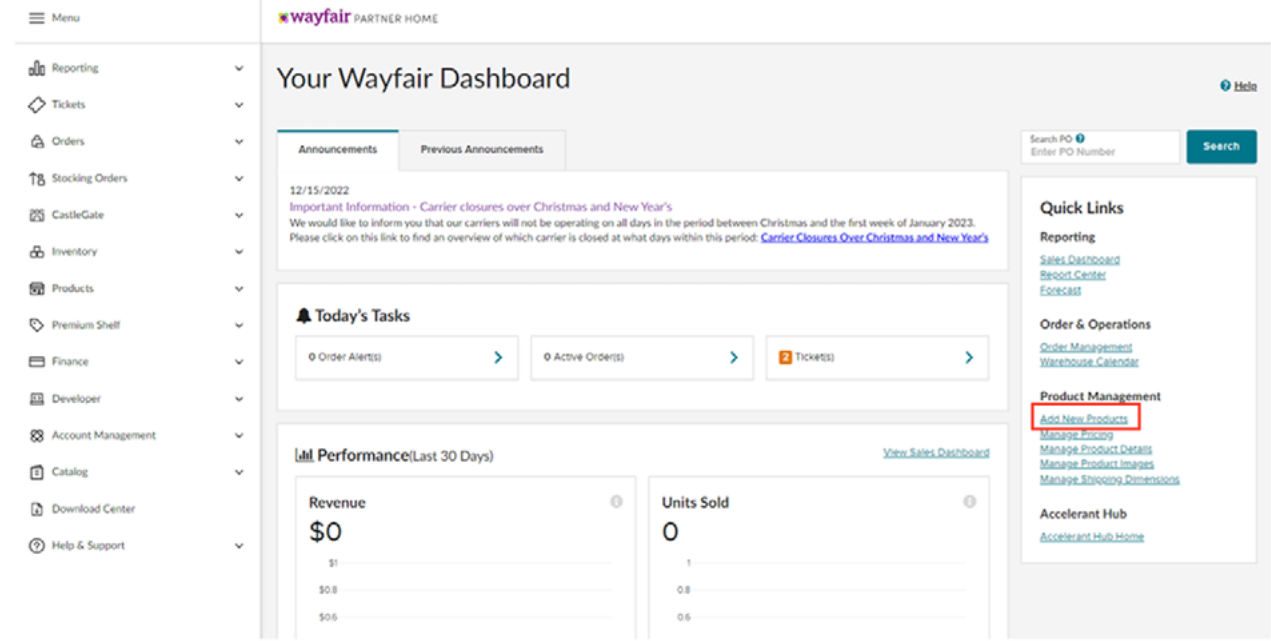 Menu
Reporting
Tickets
Orders
Stocking Orders
CastleGate
Inventory
Products
Premium Shelf
Finance
Developer
Account Management
Catalog
Download Center
Help & Support
wayfair PARTNER HOME
Your Wayfair Dashboard
Help
Announcements
Previous Announcements
12/15/2022
Important Information - Carrier closures over Christmas and New Year's
We would like to inform you that our carriers will not be operating on all days in the period between Christmas and the first week of January 2023.
Please click on this link to find an overview of which carrier is closed at what days within this period: Carrier Closures Over Christmas and New Year's
Today's Tasks
0 Order Alert(s)
0 Active Order(s)
2 Ticket(s)
Performance(Last 30 Days)
View Sales Dashboard
Revenue
$0
$1
$0.8
$0.6
Units Sold
0
1
0.8
0.6
Search PO
Enter PO Number
Search
Quick Links
Reporting
Sales Dashboard
Report Center
Forecast
Order & Operations
Order Management
Warehouse Calendar
Product Management
Add New Products
Manage Pricing
Manage Product Details
Manage Product Images
Manage Shipping Dimensions
Accelerant Hub
Accelerant Hub Home